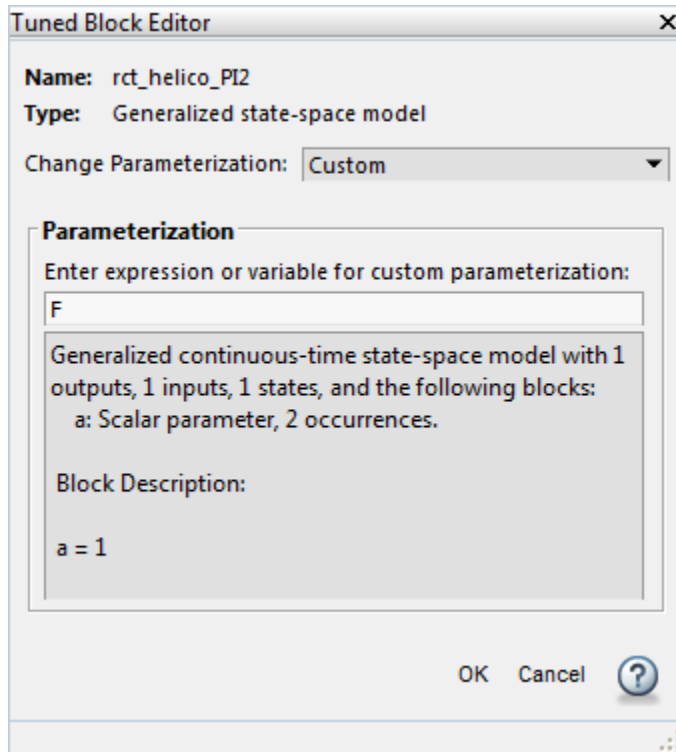 Tuned Block Editor
Name: rct_helico_PI2
Type: Generalized state-space model
Change Parameterization: Custom
Parameterization
Enter expression or variable for custom parameterization:
F
Generalized continuous-time state-space model with 1
outputs, 1 inputs, 1 states, and the following blocks:
a: Scalar parameter, 2 occurrences.
Block Description:
a = 1
OK Cancel ?